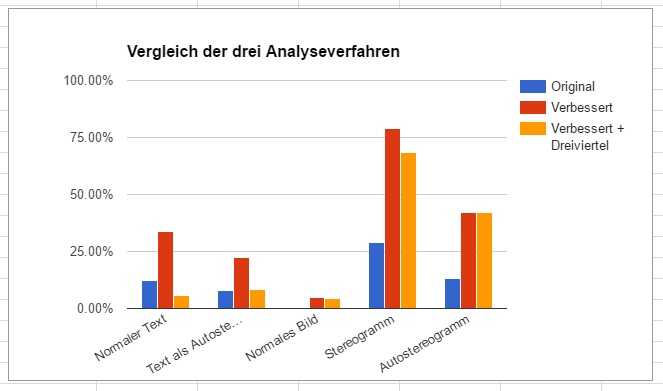 Vergleich der drei Analyseverfahren
100.00%
75.00%
50.00%
25.00%
0.00%
Normaler Text
Text als Autoste...
Normales Bild
Stereogramm
Autostereogramm
Original
Verbessert
Verbessert +
Dreiviertel